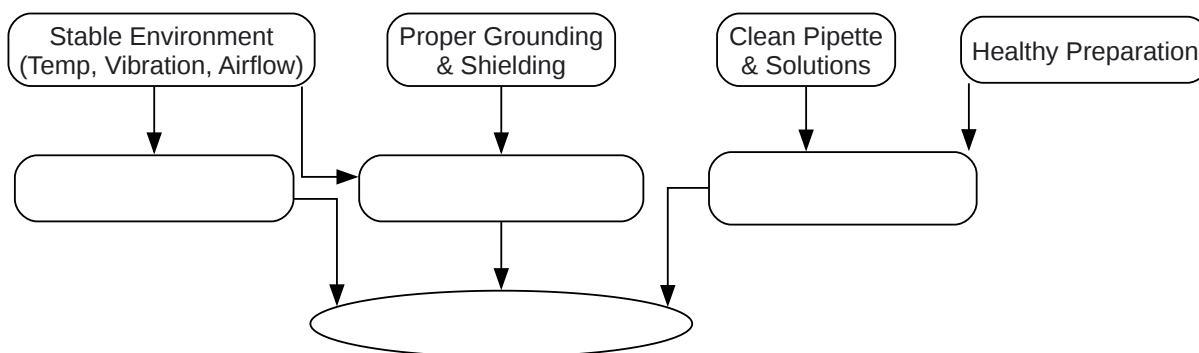 Stable Environment
(Temp, Vibration, Airflow)
Proper Grounding
& Shielding
Clean Pipette
& Solutions
Healthy Preparation